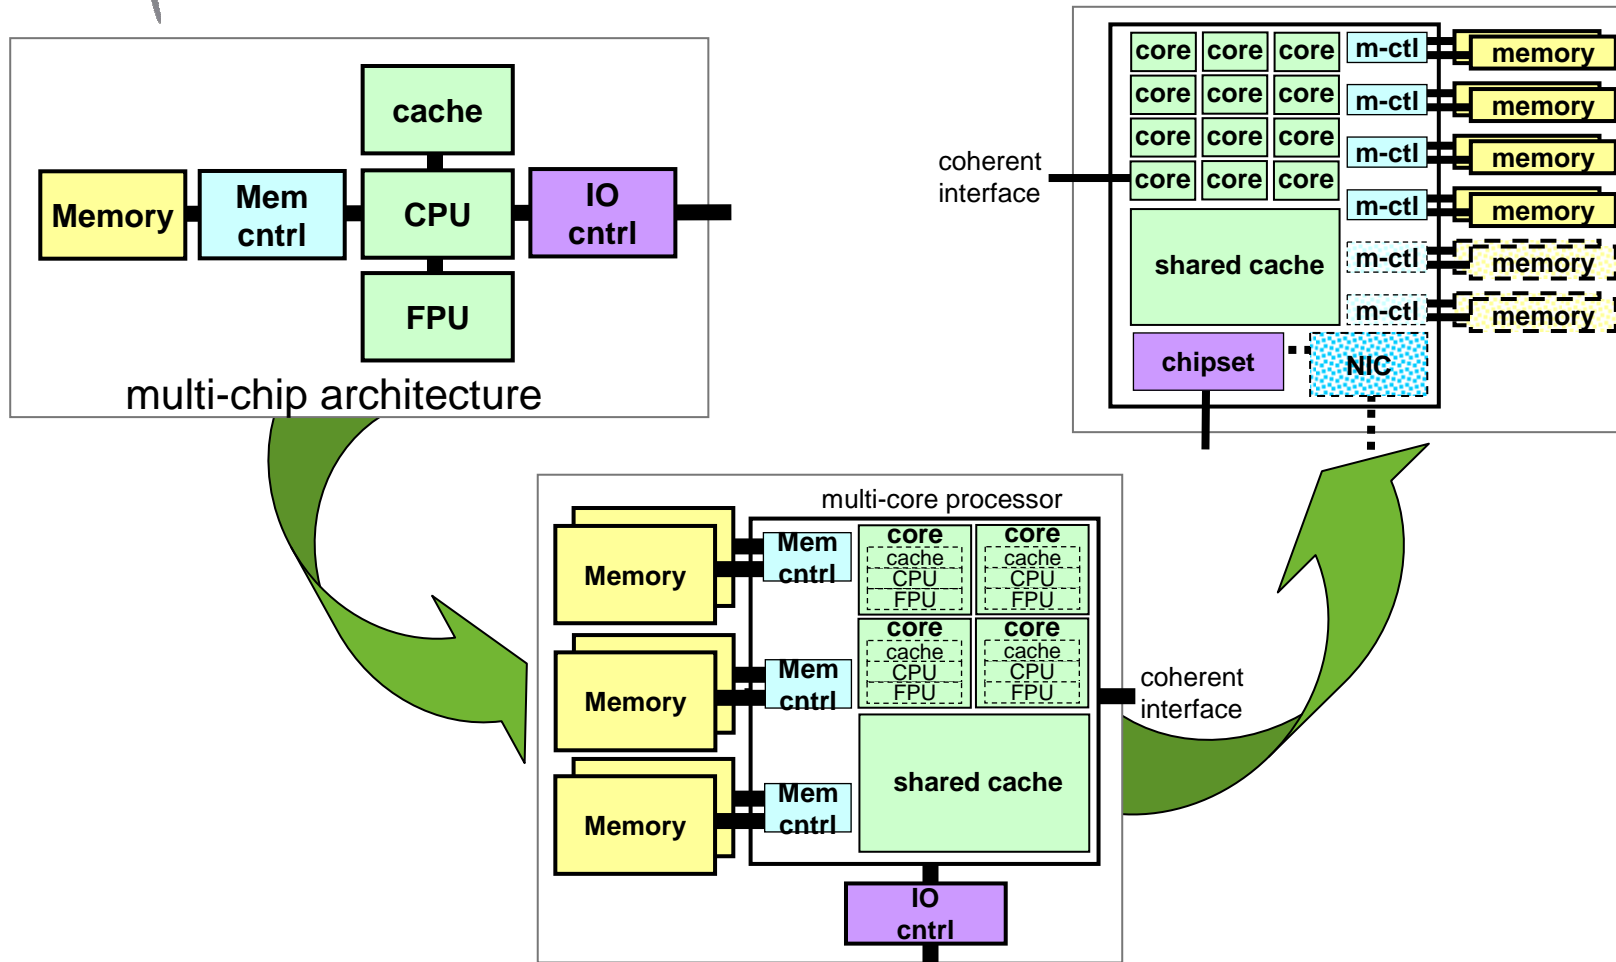 cache
Memory
Mem
cntrl
CPU
IO
cntrl
FPU
multi-chip architecture
core core core m-ctl memory
core core core m-ctl memory
core core core m-ctl memory
core core core m-ctl memory
coherent
interface
shared cache
m-ctl memory
m-ctl memory
chipset
NIC
multi-core processor
Memory
Mem
cntrl
core
cache
CPU
FPU
core
cache
CPU
FPU
Memory
Mem
cntrl
core
cache
CPU
FPU
core
cache
CPU
FPU
coherent
interface
Memory
Mem
cntrl
shared cache
IO
cntrl